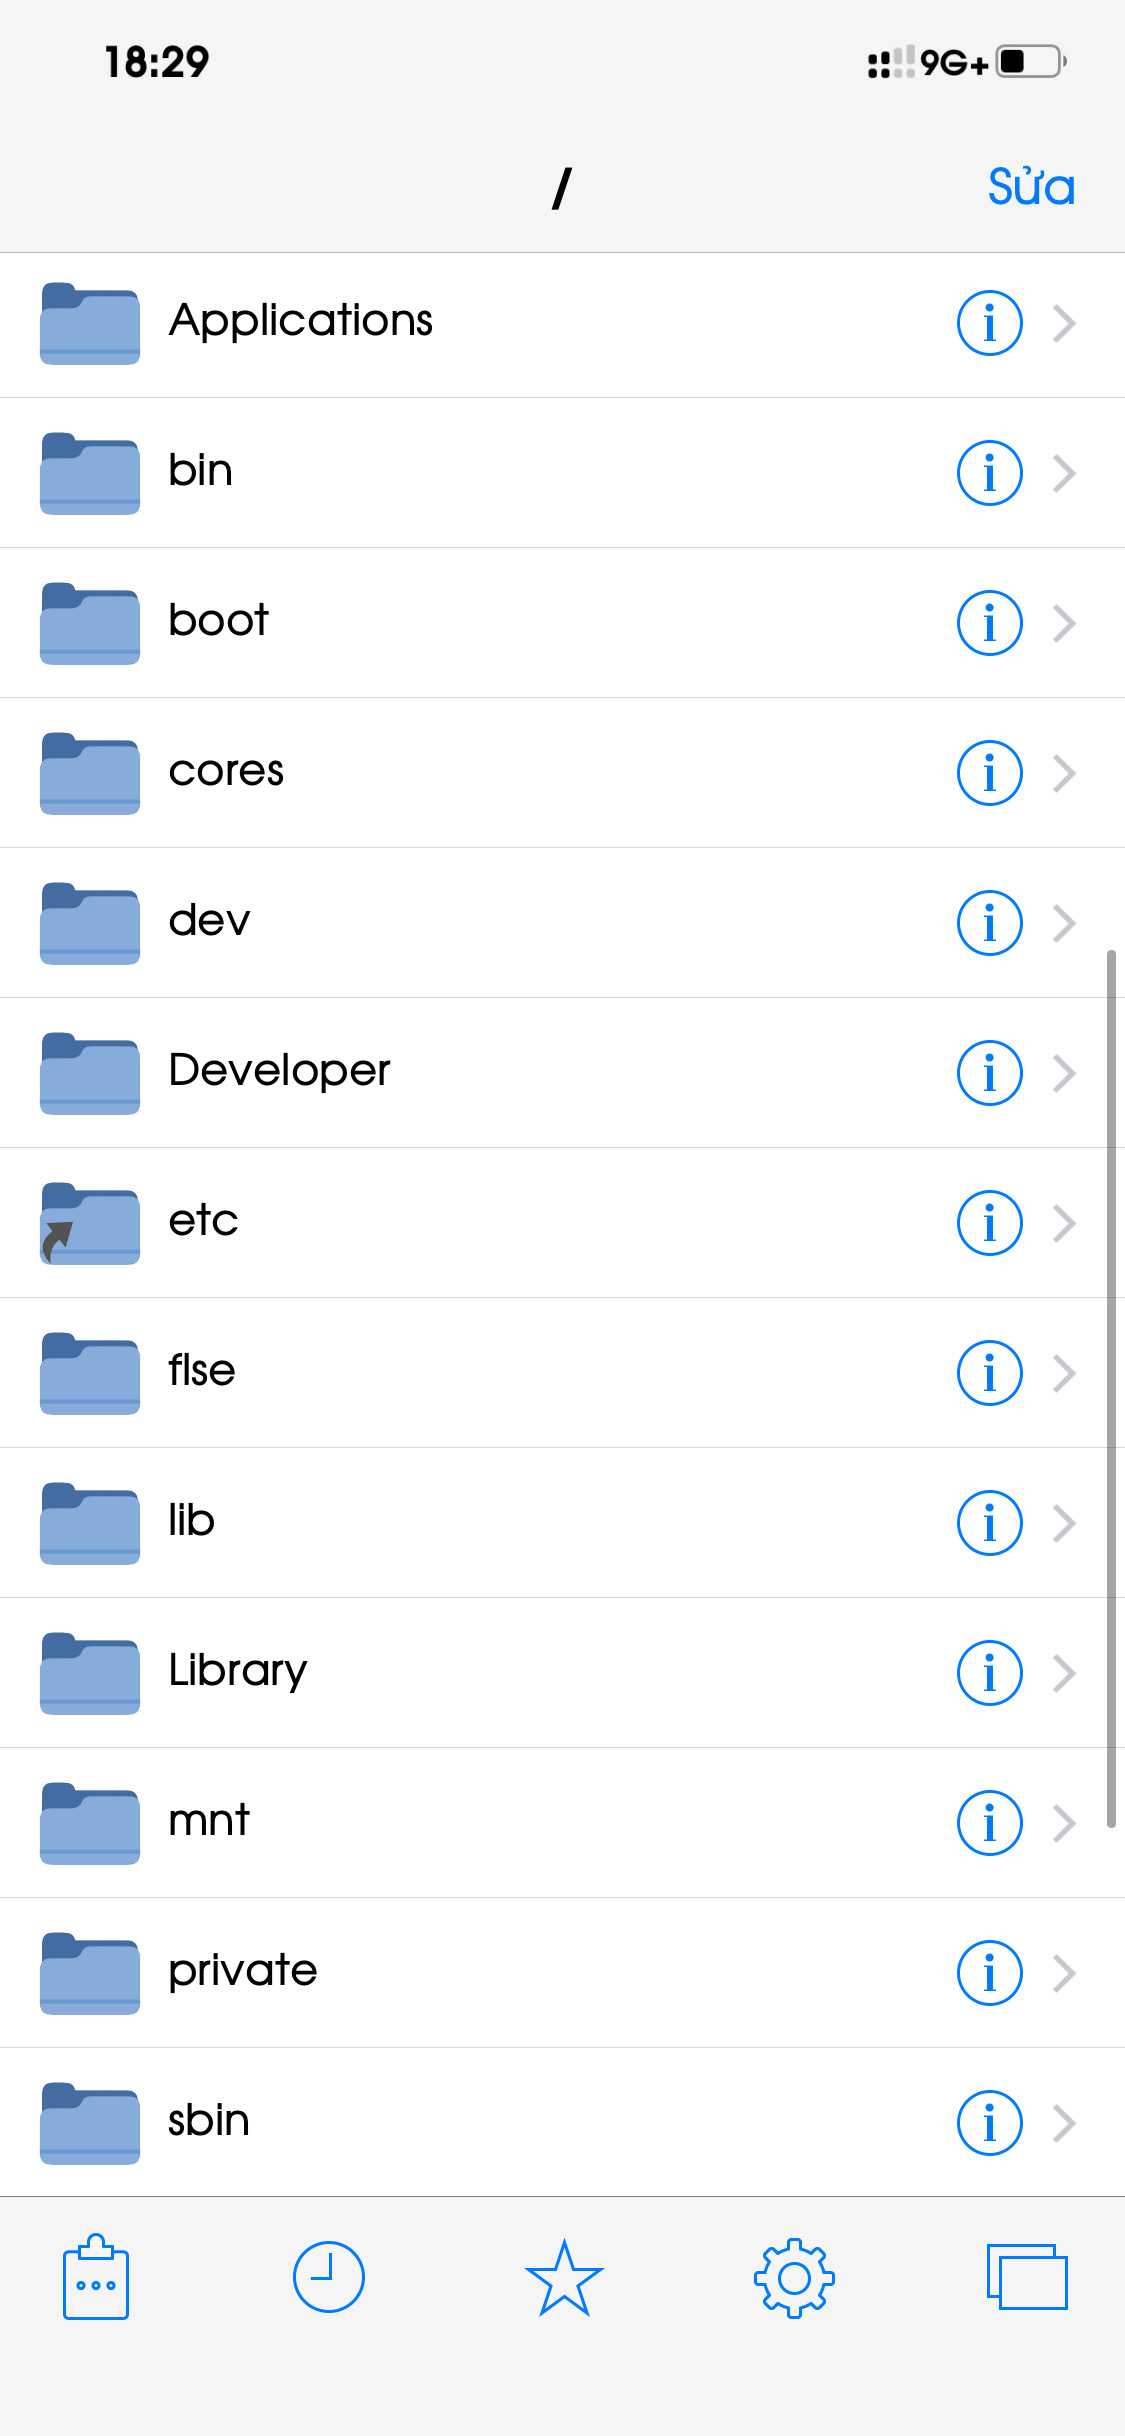 18:29
9G+
/
Sửa
Applications
bin
boot
cores
dev
Developer
etc
flse
lib
Library
mnt
private
sbin